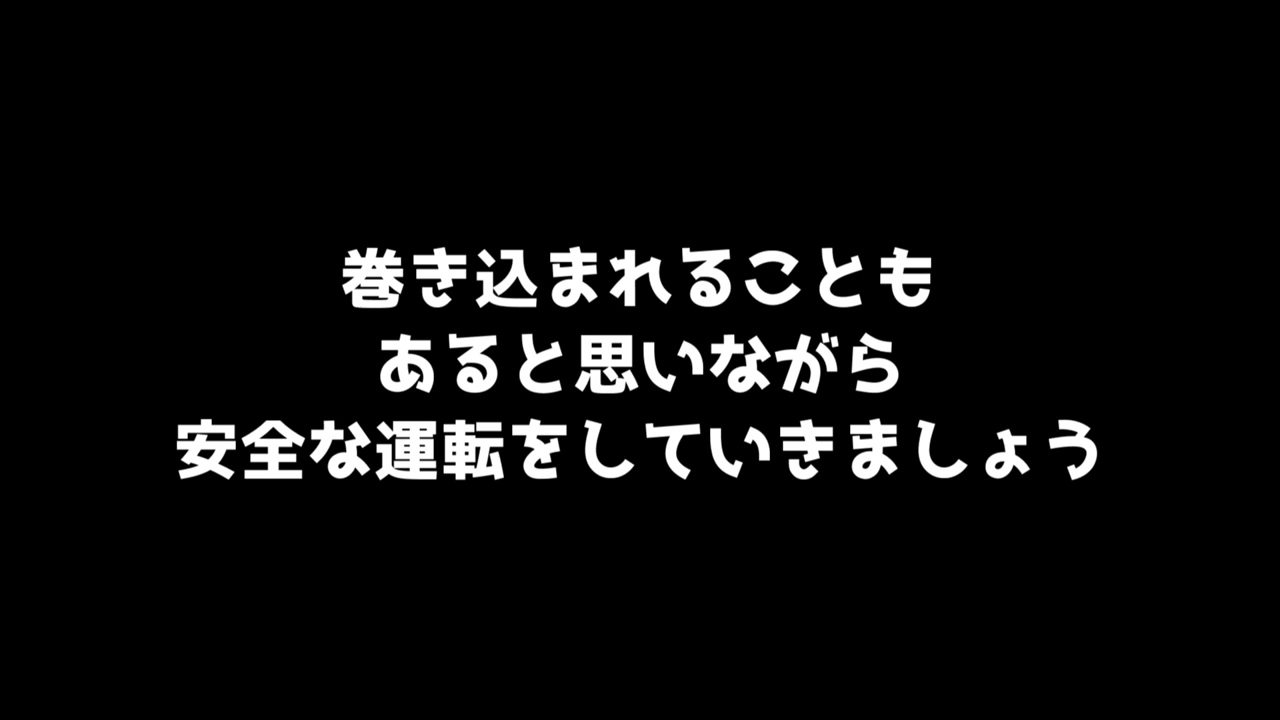 巻き込まれることも
あると思いながら
安全な運転をしていきましょう